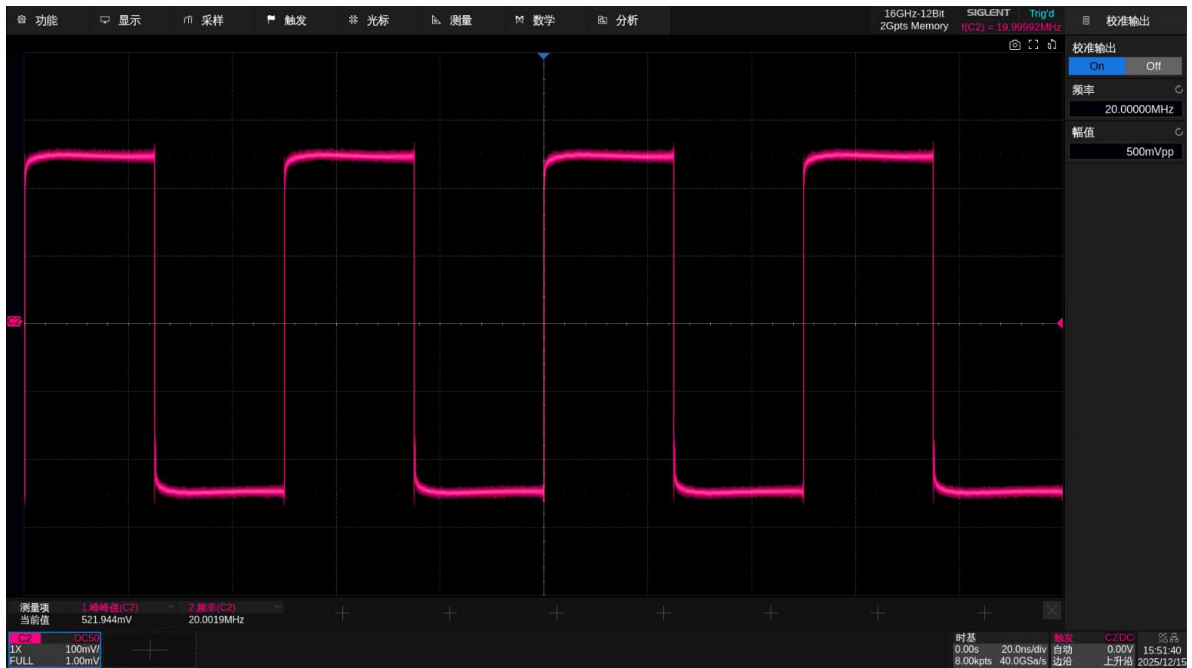 功能 显示 采样 触发 光标 测量 数学 分析
16GHz-12Bit SIGLENT Trig'd
2Gpts Memory f(C2) = 19.99992MHz
校准输出
校准输出
On Off
频率
20.00000MHz
幅值
500mVpp
C2
测量项 1.峰峰值(C2) 2.频率(C2)
当前值 521.944mV 20.0019MHz
C2 DC50
1X 100mV/
FULL 1.00mV
时基
0.00s 20.0ns/div
8.00kpts 40.0GSa/s
触发 C2 DC
自动 0.00V
边沿 上升沿
15:51:40
2025/12/15